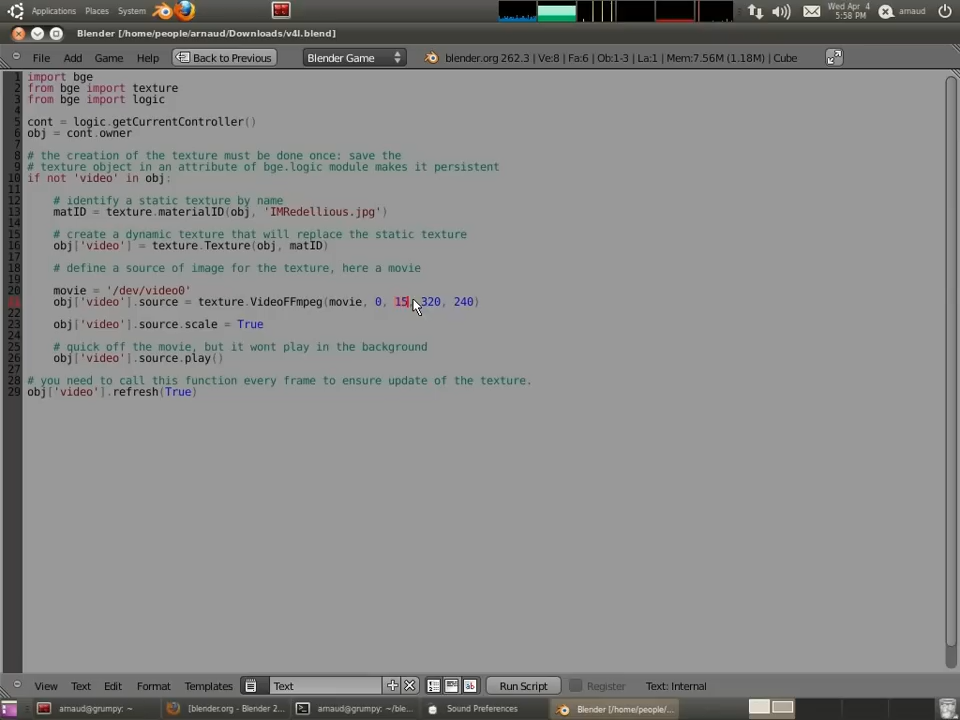 Applications Places System Wed Apr 4 5:58 PM arnaud
Blender [/home/people/arnaud/Downloads/v4l.blend]
File Add Game Help Back to Previous Blender Game blender.org 262.3 | Ve:8 | Fa:6 | Ob:1-3 | La:1 | Mem:7.56M (1.18M) | Cube
1 import bge
2 from bge import texture
3 from bge import logic
4
5 cont = logic.getCurrentController()
6 obj = cont.owner
7
8 # the creation of the texture must be done once: save the
9 # texture object in an attribute of bge.logic module makes it persistent
10 if not 'video' in obj:
11
12 # identify a static texture by name
13 matID = texture.materialID(obj, 'IMRedellious.jpg')
14
15 # create a dynamic texture that will replace the static texture
16 obj['video'] = texture.Texture(obj, matID)
17
18 # define a source of image for the texture, here a movie
19
20 movie = '/dev/video0'
21 obj['video'].source = texture.VideoFFmpeg(movie, 0, 15, 320, 240)
22
23 obj['video'].source.scale = True
24
25 # quick off the movie, but it wont play in the background
26 obj['video'].source.play()
27
28 # you need to call this function every frame to ensure update of the texture.
29 obj['video'].refresh(True)
View Text Edit Format Templates Text Run Script Register Text: Internal
arnaud@grumpy: ~ [blender.org - Blender 2... arnaud@grumpy: ~/ble... Sound Preferences Blender [/home/people/...